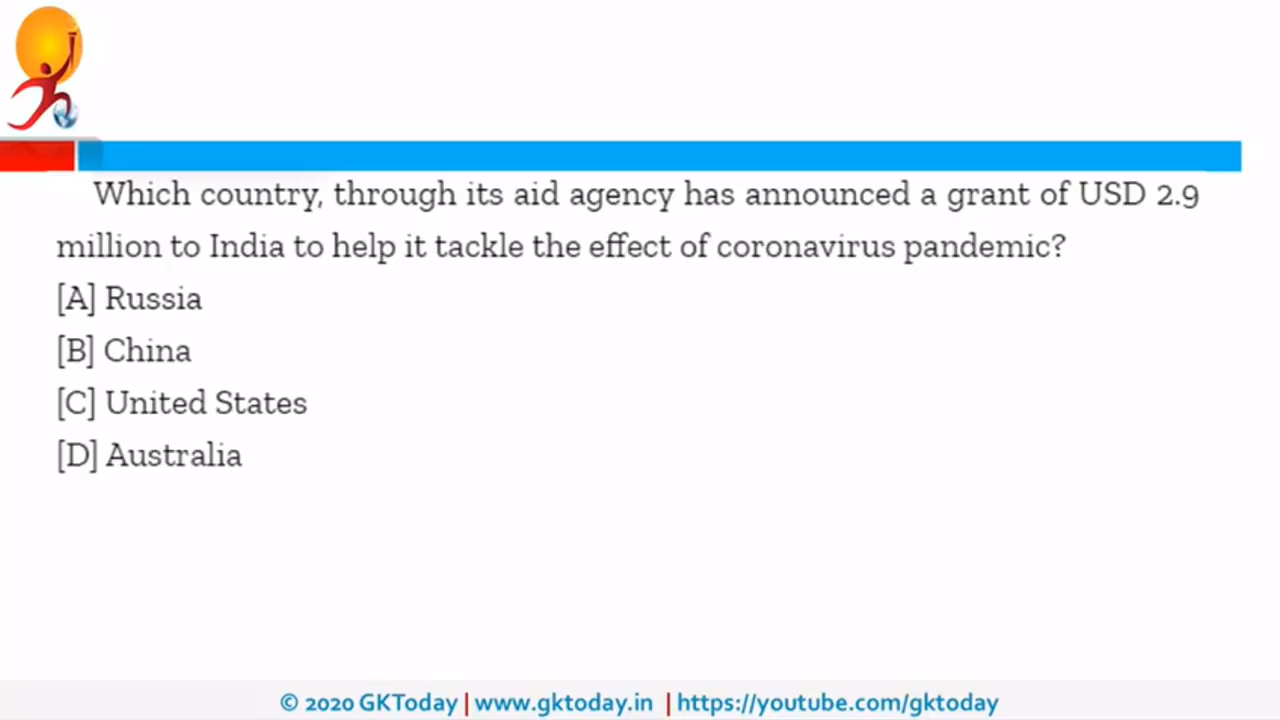 Which country, through its aid agency has announced a grant of USD 2.9
million to India to help it tackle the effect of coronavirus pandemic?
[A] Russia
[B] China
[C] United States
[D] Australia
© 2020 GKToday | www.gktoday.in | https://youtube.com/gktoday